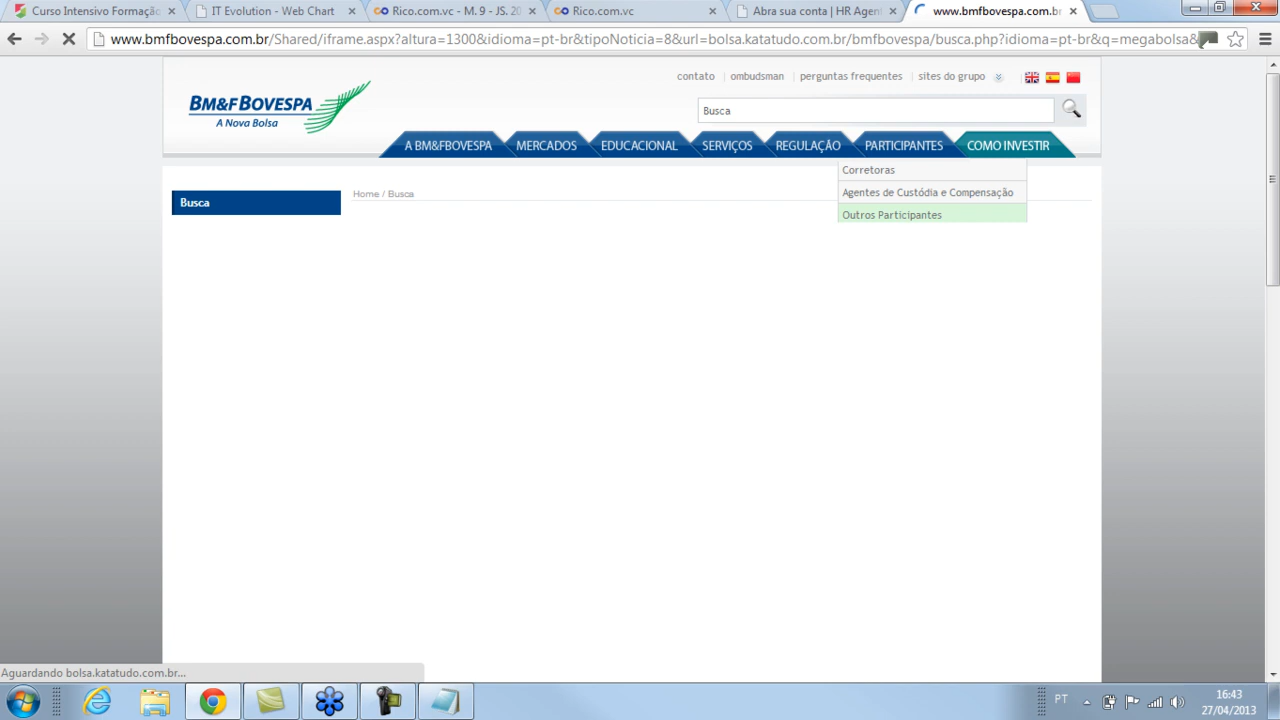 Curso Intensivo Formação
IT Evolution - Web Chart
Rico.com.vc - M. 9 - JS. 20
Rico.com.vc
Abra sua conta | HR Agent
www.bmfbovespa.com.br
www.bmfbovespa.com.br/Shared/iframe.aspx?altura=1300&idioma=pt-br&tipoNoticia=8&url=bolsa.katatudo.com.br/bmfbovespa/busca.php?idioma=pt-br&q=megabolsa&
contato
ombudsman
perguntas frequentes
sites do grupo
BM&FBOVESPA
A Nova Bolsa
Busca
A BM&FBOVESPA
MERCADOS
EDUCACIONAL
SERVIÇOS
REGULAÇÃO
PARTICIPANTES
COMO INVESTIR
Corretoras
Agentes de Custódia e Compensação
Outros Participantes
Busca
Home / Busca
Aguardando bolsa.katatudo.com.br...
PT
16:43
27/04/2013